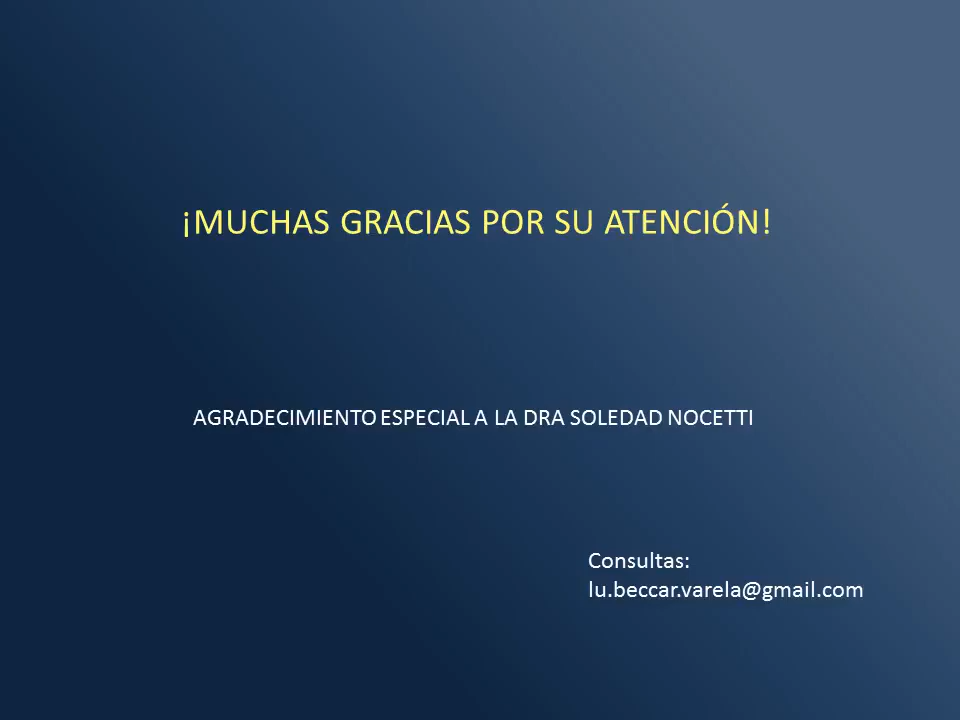 ¡MUCHAS GRACIAS POR SU ATENCIÓN!
AGRADECIMIENTO ESPECIAL A LA DRA SOLEDAD NOCETTI
Consultas:
lu.beccar.varela@gmail.com